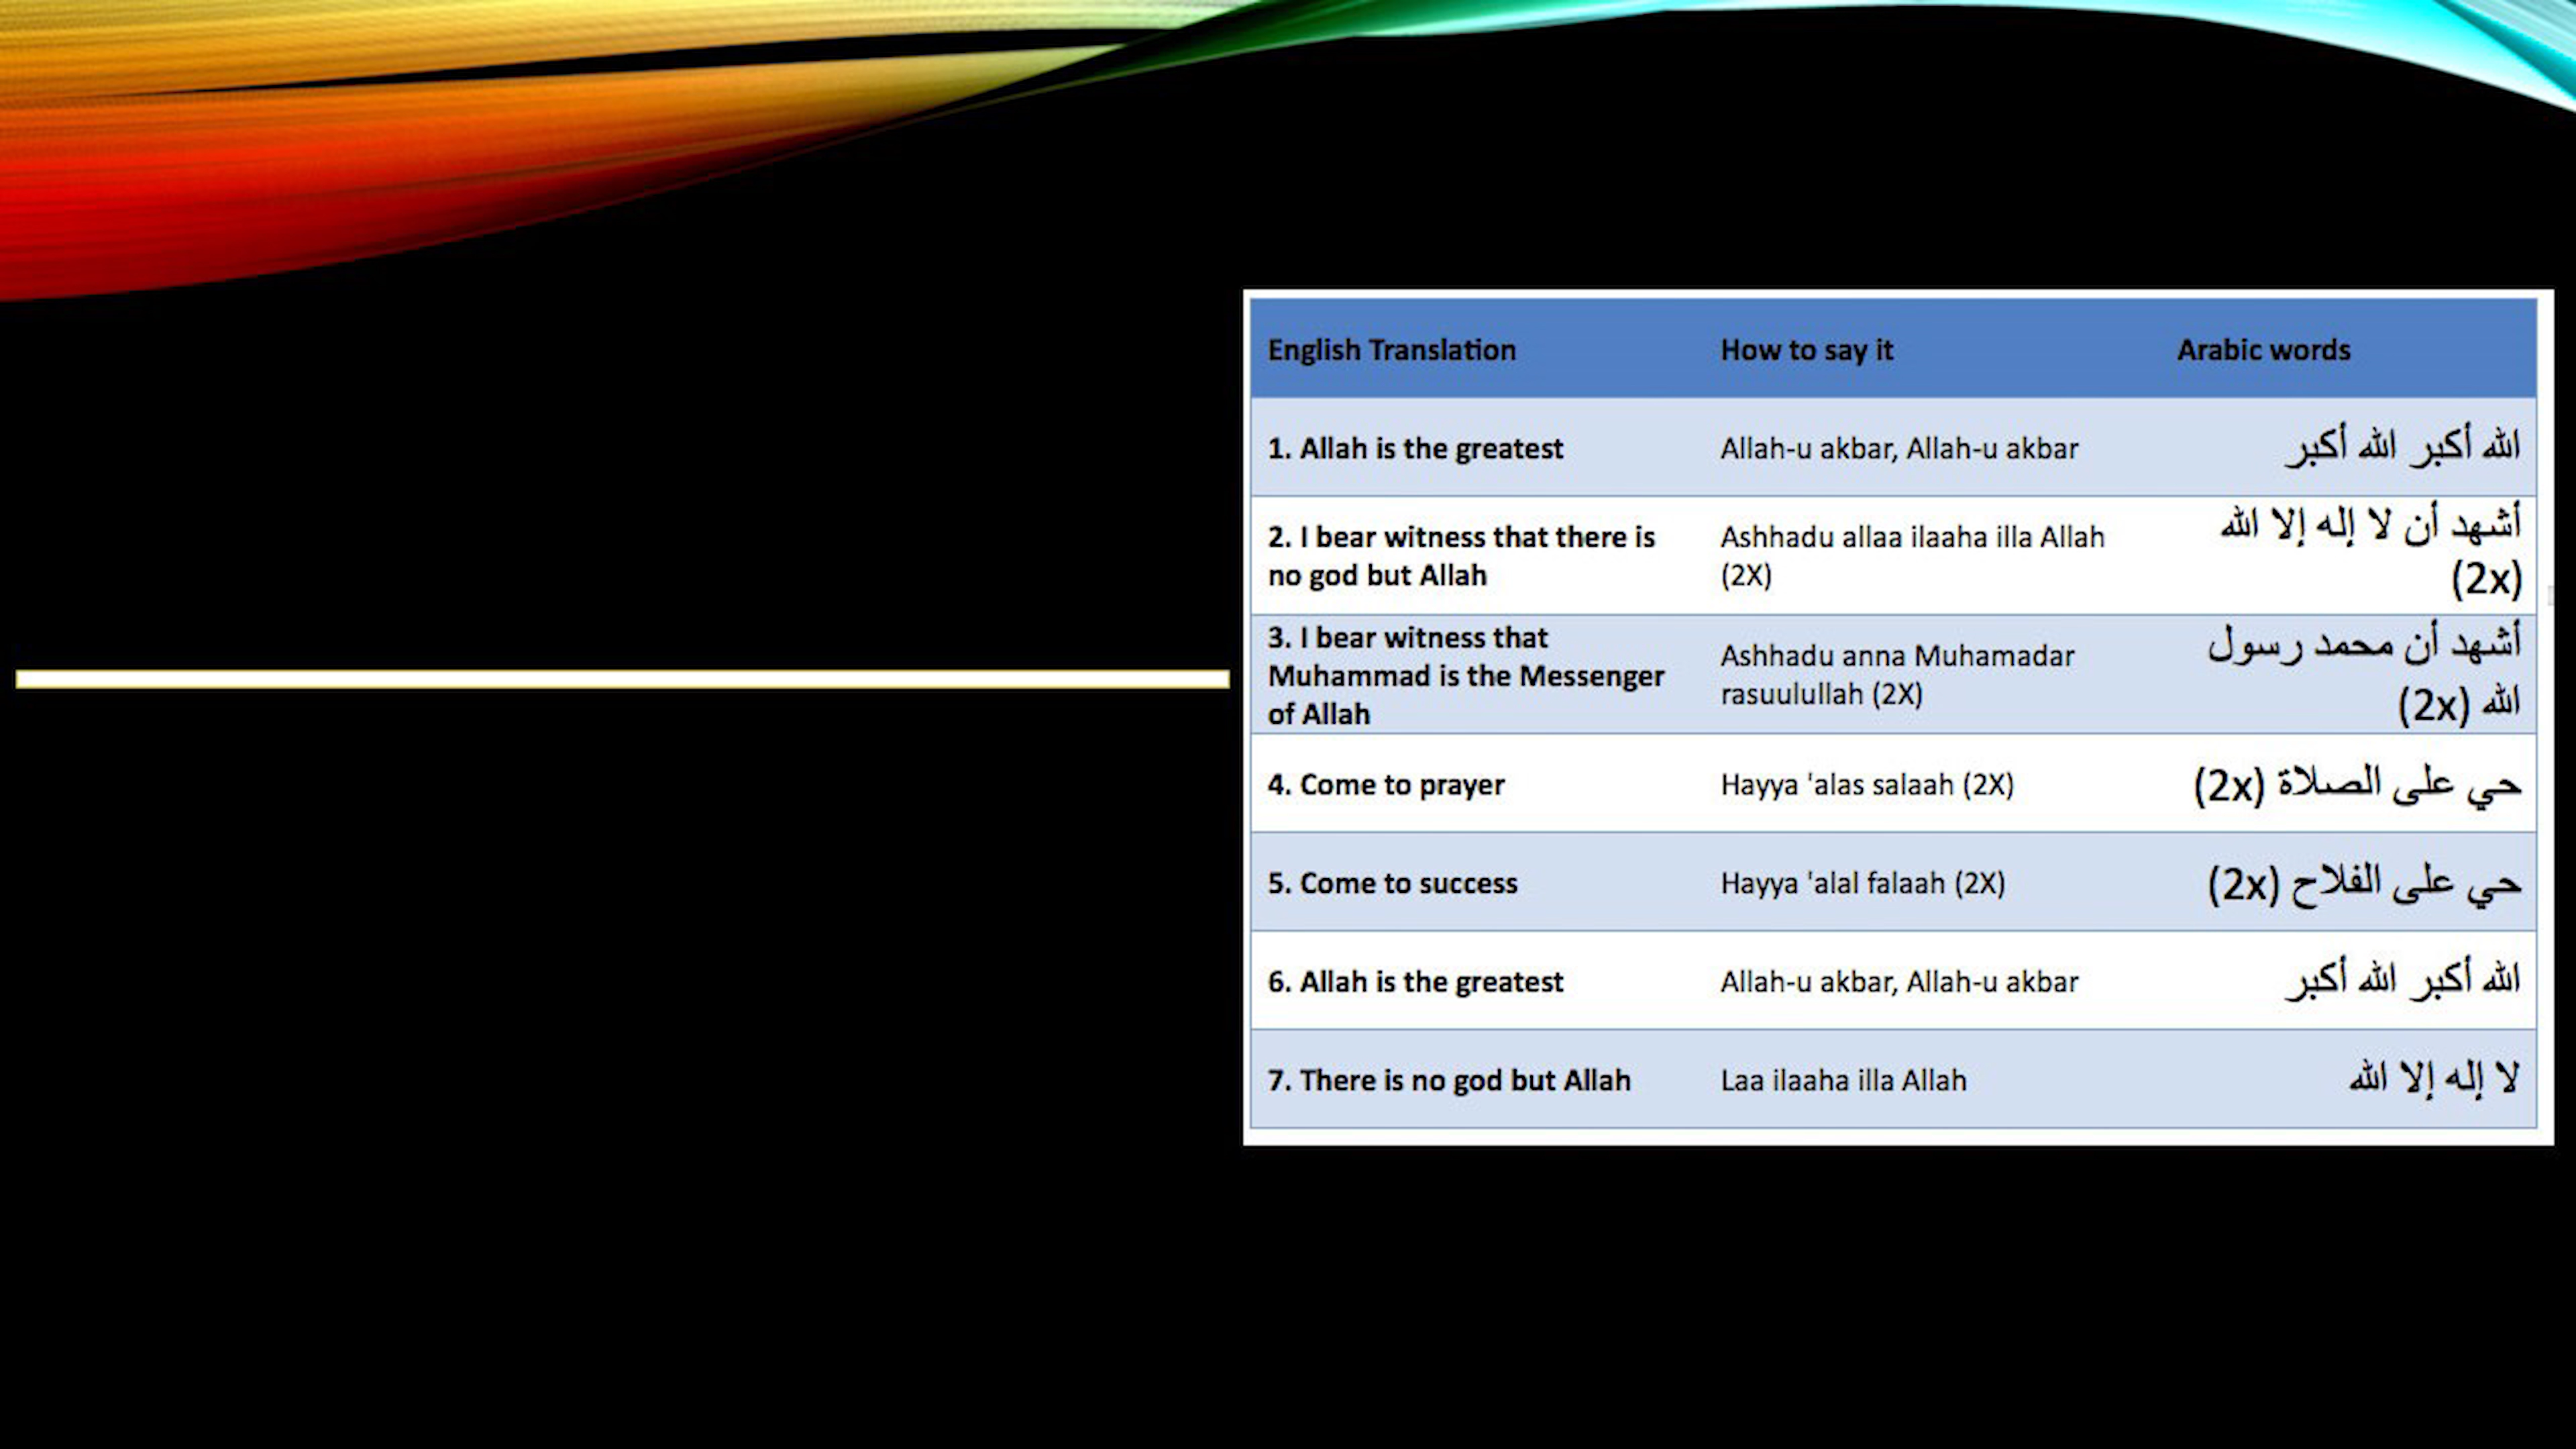 English Translation How to say it Arabic words
1. Allah is the greatest Allah-u akbar, Allah-u akbar الله أكبر الله أكبر
2. I bear witness that there is
no god but Allah
Ashhadu allaa ilaaha illa Allah
(2X)
أشهد أن لا إله إلا الله
(2x)
3. I bear witness that
Muhammad is the Messenger
of Allah
Ashhadu anna Muhamadar
rasuulullah (2X)
أشهد أن محمد رسول
الله (2x)
4. Come to prayer Hayya 'alas salaah (2X) حي على الصلاة (2x)
5. Come to success Hayya 'alal falaah (2X) حي على الفلاح (2x)
6. Allah is the greatest Allah-u akbar, Allah-u akbar الله أكبر الله أكبر
7. There is no god but Allah Laa ilaaha illa Allah لا إله إلا الله